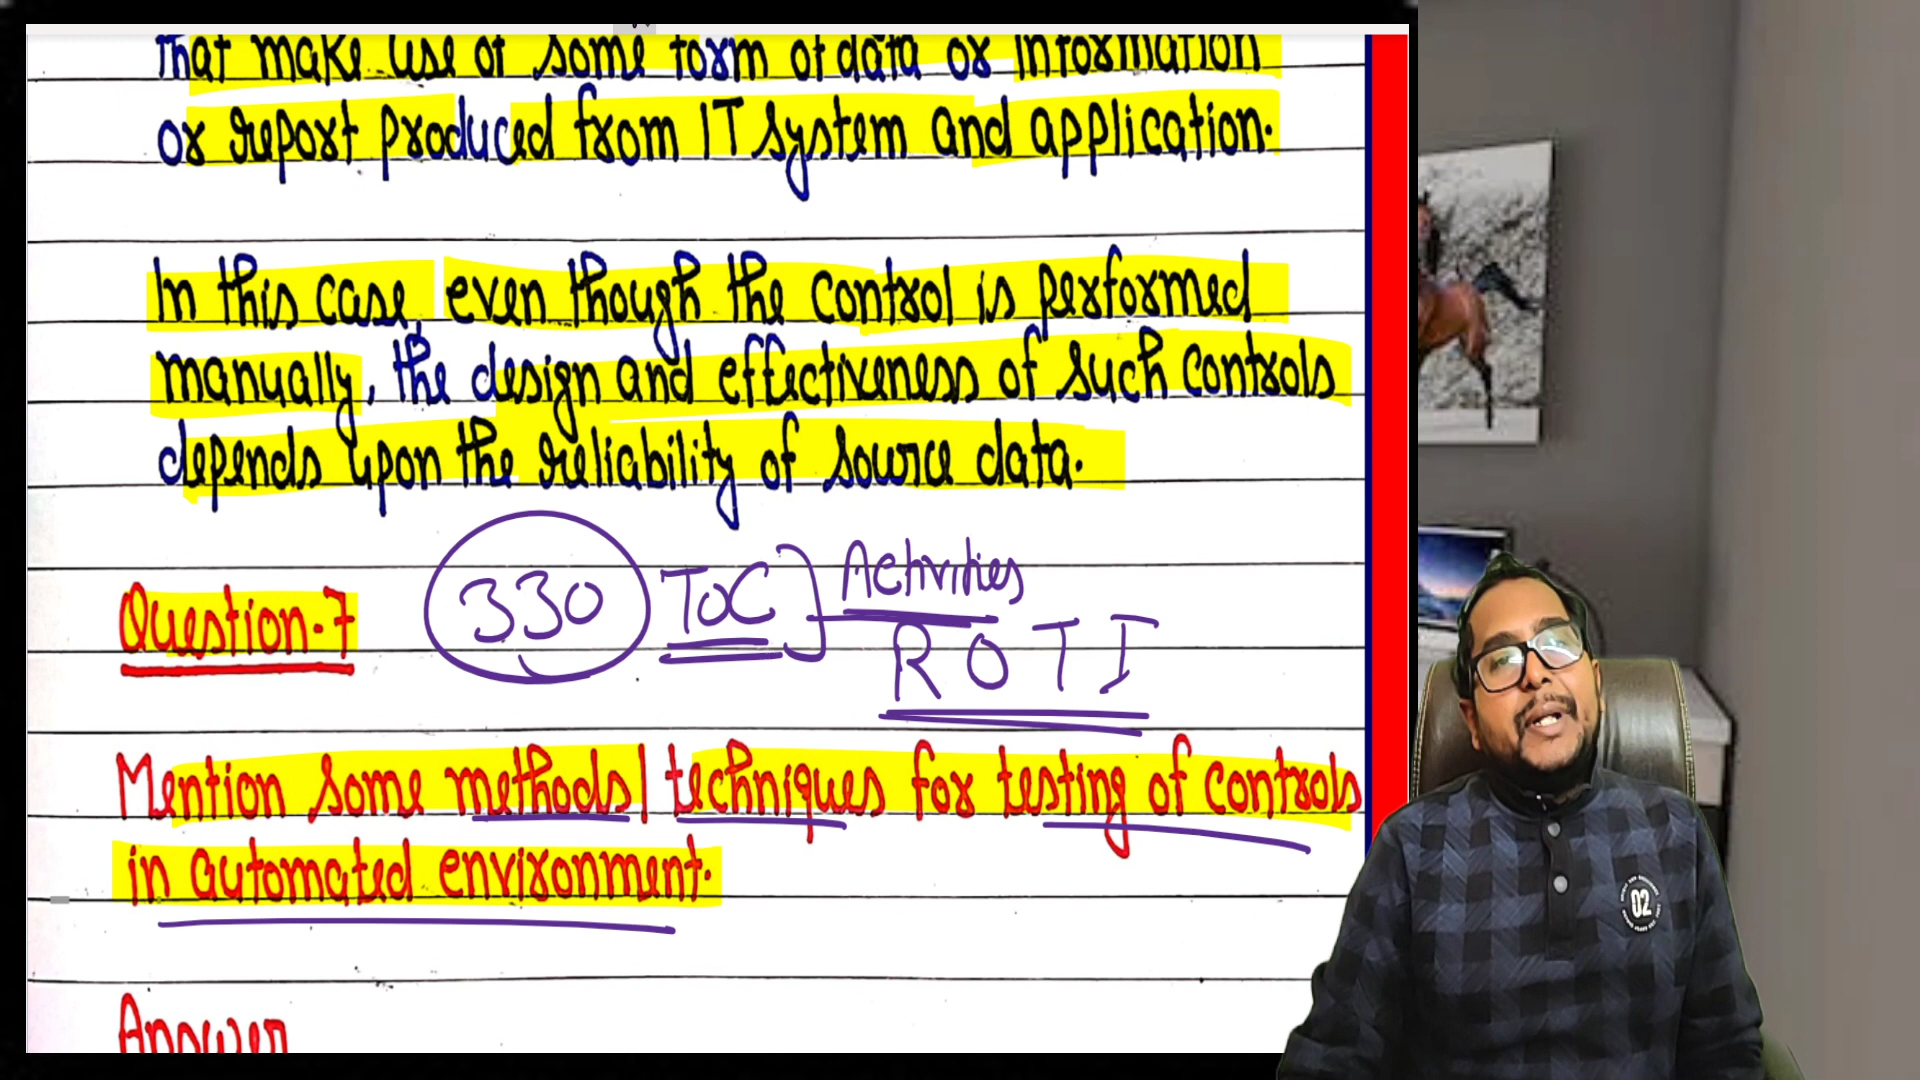 that make use of some form of data or information
or report produced from IT system and application.
In this case, even though the control is performed
manually, the design and effectiveness of such controls
depends upon the reliability of source data.
330 TOC } Activities
Question-7
R O T I
Mention some methods/techniques for testing of controls
in automated environment.
Answer
02